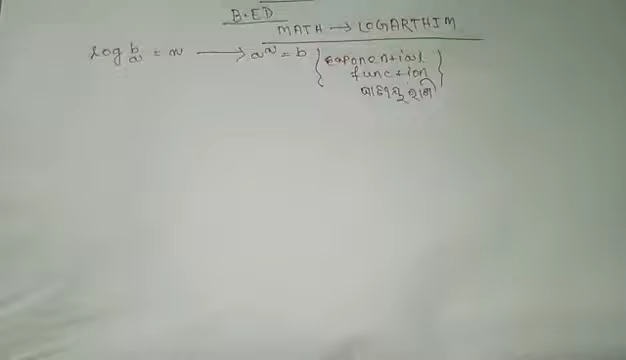 B.ED
MATH → LOGARTHIM
log b a = x → a^x = b { exponential
function
ଘାତୀୟ ରାଶି }